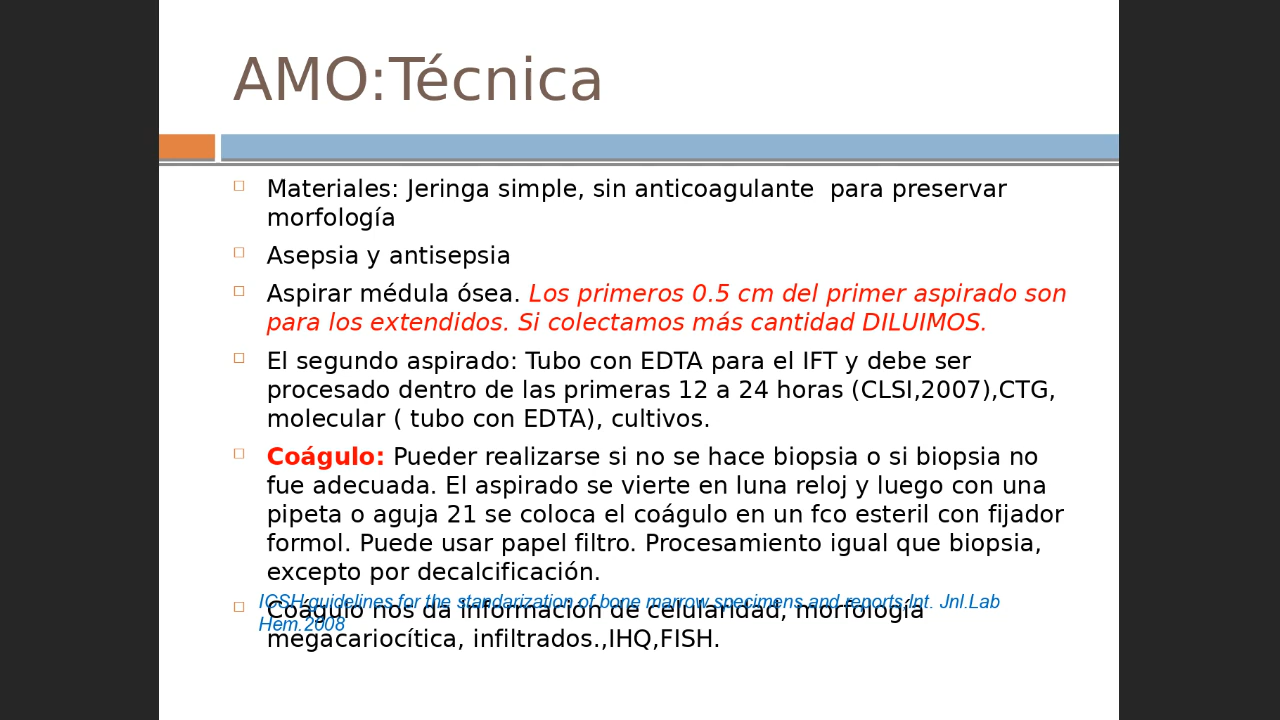 AMO:Técnica
Materiales: Jeringa simple, sin anticoagulante  para preservar
morfología
Asepsia y antisepsia
Aspirar médula ósea. Los primeros 0.5 cm del primer aspirado son
para los extendidos. Si colectamos más cantidad DILUIMOS.
El segundo aspirado: Tubo con EDTA para el IFT y debe ser
procesado dentro de las primeras 12 a 24 horas (CLSI,2007),CTG,
molecular ( tubo con EDTA), cultivos.
Coágulo: Pueder realizarse si no se hace biopsia o si biopsia no
fue adecuada. El aspirado se vierte en luna reloj y luego con una
pipeta o aguja 21 se coloca el coágulo en un fco esteril con fijador
formol. Puede usar papel filtro. Procesamiento igual que biopsia,
excepto por decalcificación.
Coágulo nos da información de celularidad, morfología
megacariocítica, infiltrados.,IHQ,FISH.
ICSH guidelines for the standarization of bone marrow specimens and reports.Int. Jnl.Lab
Hem.2008